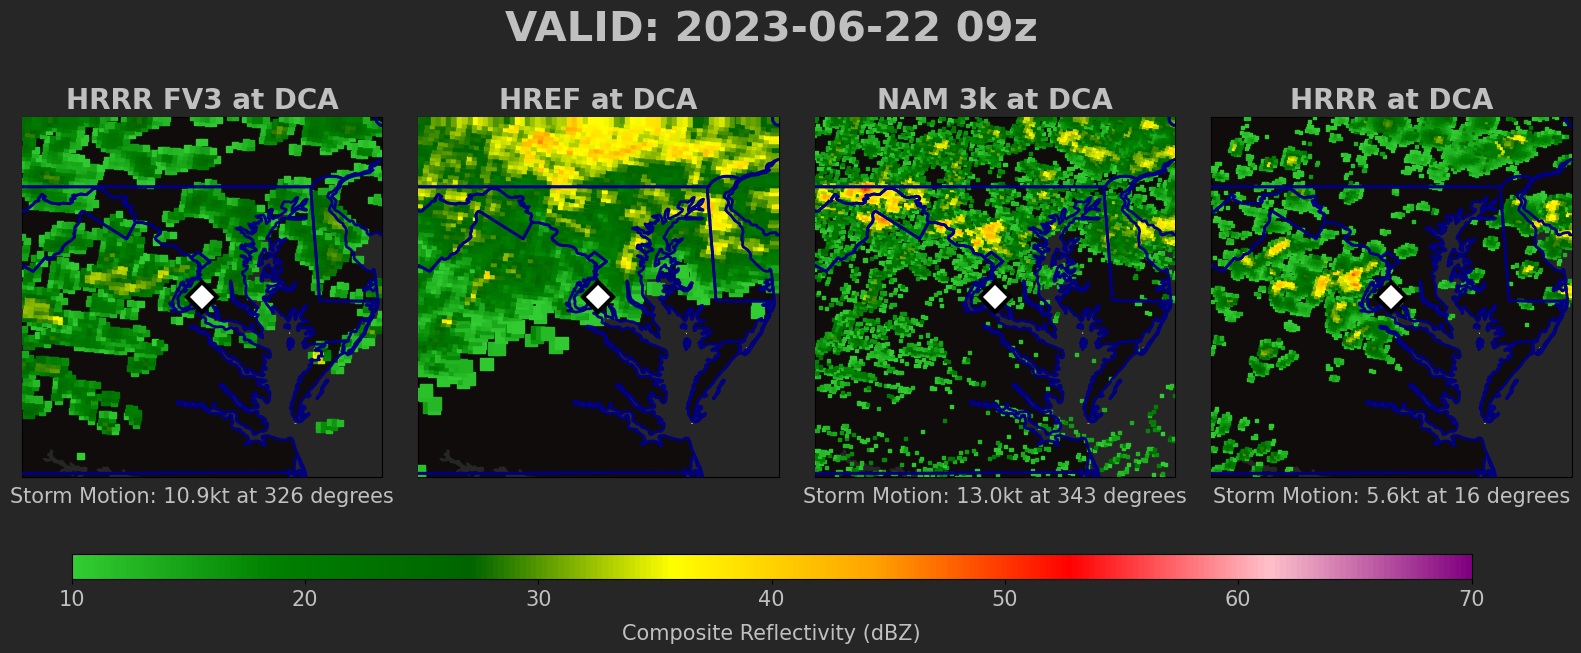 VALID: 2023-06-22 09z
HRRR FV3 at DCA
HREF at DCA
NAM 3k at DCA
HRRR at DCA
Storm Motion: 10.9kt at 326 degrees
Storm Motion: 13.0kt at 343 degrees
Storm Motion: 5.6kt at 16 degrees
10 20 30 40 50 60 70
Composite Reflectivity (dBZ)